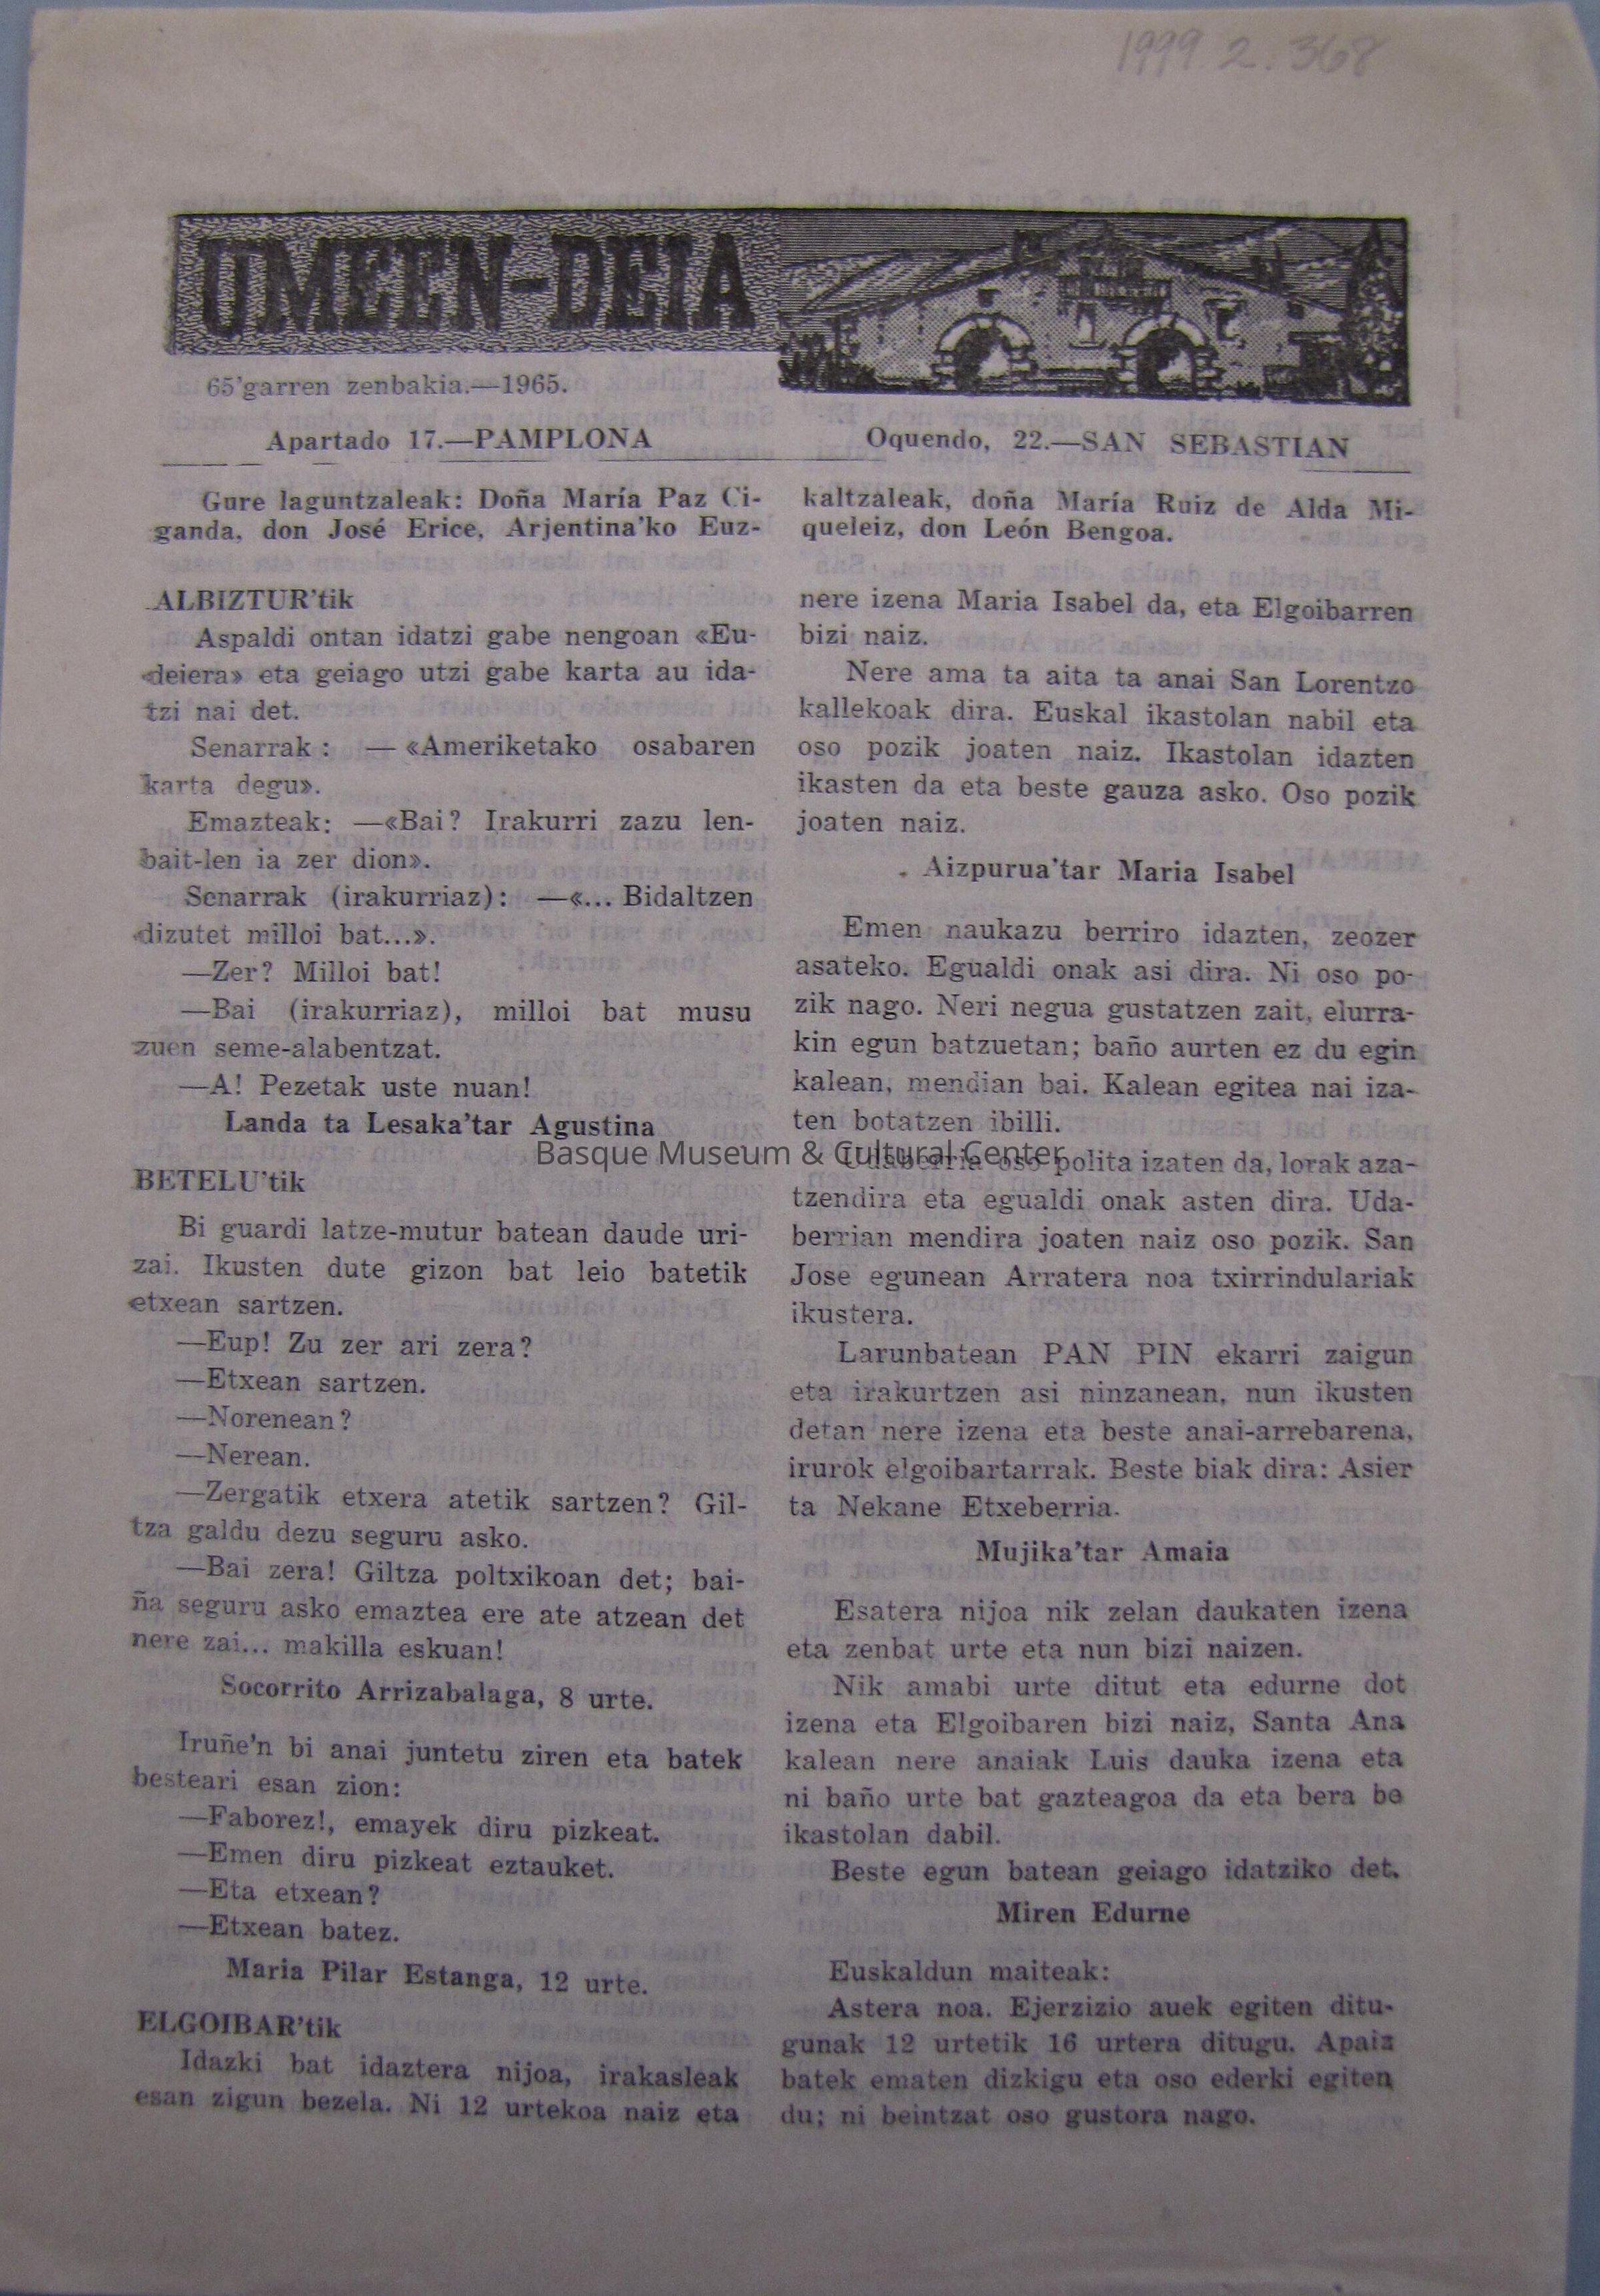 1999.2.368
UMEEN-DEIA
65'garren zenbakia.—1965.
Apartado 17.—PAMPLONA
Oquendo, 22.—SAN SEBASTIAN
Gure laguntzaleak: Doña María Paz Ci-
ganda, don José Erice, Arjentina'ko Euz-
kaltzaleak, doña María Ruiz de Alda Mi-
queleiz, don León Bengoa.
ALBIZTUR'tik
Aspaldi ontan idatzi gabe nengoan «Eu-
deiera» eta geiago utzi gabe karta au ida-
tzi nai det.
Senarrak: —«Ameriketako osabaren
karta degu».
Emazteak: —«Bai? Irakurri zazu len-
bait-len ia zer dion».
Senarrak (irakurriaz): —«... Bidaltzen
dizutet milloi bat...».
—Zer? Milloi bat!
—Bai (irakurriaz), milloi bat musu
zuen seme-alabentzat.
—A! Pezetak uste nuan!
Landa ta Lesaka'tar Agustina
BETELU'tik
Bi guardi latze-mutur batean daude uri-
zai. Ikusten dute gizon bat leio batetik
etxean sartzen.
—Eup! Zu zer ari zera?
—Etxean sartzen.
—Norenean?
—Nerean.
—Zergatik etxera atetik sartzen? Gil-
tza galdu dezu seguru asko.
—Bai zera! Giltza poltxikoan det; bai-
ña seguru asko emaztea ere ate atzean det
nere zai... makilla eskuan!
Socorrito Arrizabalaga, 8 urte.
Iruñe'n bi anai juntetu ziren eta batek
besteari esan zion:
—Faborez!, emayek diru pizkeat.
—Emen diru pizkeat eztauket.
—Eta etxean?
—Etxean batez.
Maria Pilar Estanga, 12 urte.
ELGOIBAR'tik
Idazki bat idaztera nijoa, irakasleak
esan zigun bezela. Ni 12 urtekoa naiz eta
nere izena Maria Isabel da, eta Elgoibarren
bizi naiz.
Nere ama ta aita ta anai San Lorentzo
kallekoak dira. Euskal ikastolan nabil eta
oso pozik joaten naiz. Ikastolan idazten
ikasten da eta beste gauza asko. Oso pozik
joaten naiz.
Aizpurua'tar Maria Isabel
Emen naukazu berriro idazten, zeozer
asateko. Egualdi onak asi dira. Ni oso po-
zik nago. Neri negua gustatzen zait, elurra-
kin egun batzuetan; baño aurten ez du egin
kalean, mendian bai. Kalean egitea nai iza-
ten botatzen ibilli.
Udaberria oso polita izaten da, lorak aza-
tzendira eta egualdi onak asten dira. Uda-
berrian mendira joaten naiz oso pozik. San
Jose egunean Arratera noa txirrindulariak
ikustera.
Larunbatean PAN PIN ekarri zaigun
eta irakurtzen asi ninzanean, nun ikusten
detan nere izena eta beste anai-arrebarena,
irurok elgoibartarrak. Beste biak dira: Asier
ta Nekane Etxeberria.
Mujika'tar Amaia
Esatera nijoa nik zelan daukaten izena
eta zenbat urte eta nun bizi naizen.
Nik amabi urte ditut eta edurne dot
izena eta Elgoibaren bizi naiz, Santa Ana
kalean nere anaiak Luis dauka izena eta
ni baño urte bat gazteagoa da eta bera be
ikastolan dabil.
Beste egun batean geiago idatziko det.
Miren Edurne
Euskaldun maiteak:
Astera noa. Ejerzizio auek egiten ditu-
gunak 12 urtetik 16 urtera ditugu. Apaiz
batek ematen dizkigu eta oso ederki egiten
du; ni beintzat oso gustora nago.
Basque Museum & Cultural Center